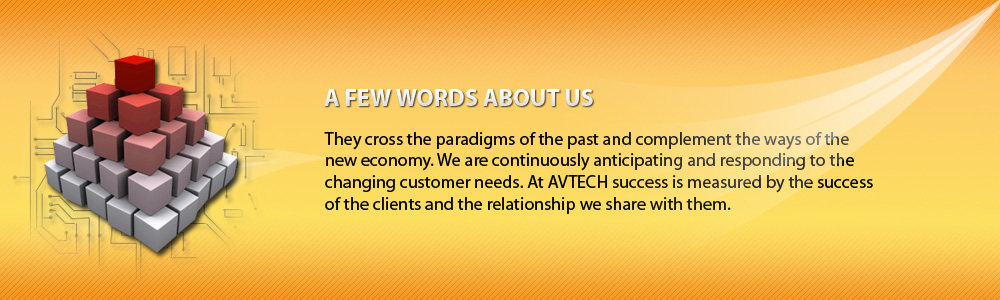 A FEW WORDS ABOUT US
They cross the paradigms of the past and complement the ways of the
new economy. We are continuously anticipating and responding to the
changing customer needs. At AVTECH success is measured by the success
of the clients and the relationship we share with them.